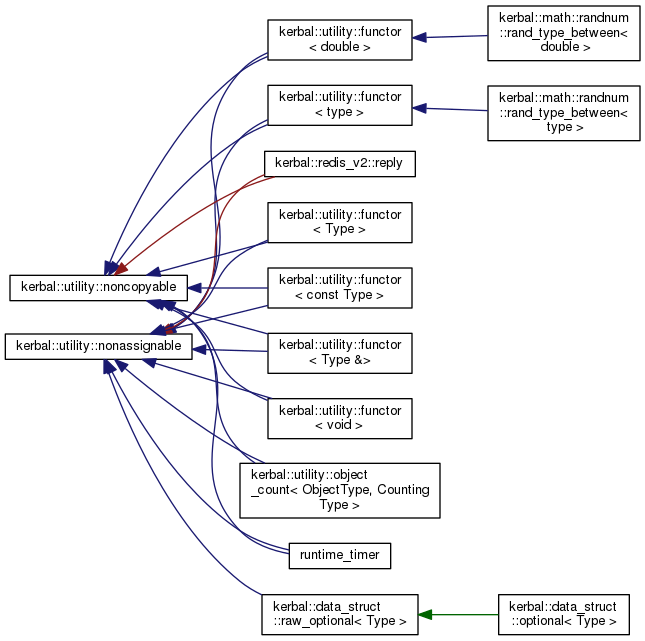 kerbal::utility::functor
< double >
kerbal::math::randnum
::rand_type_between<
double >
kerbal::utility::functor
< type >
kerbal::math::randnum
::rand_type_between<
type >
kerbal::redis_v2::reply
kerbal::utility::functor
< Type >
kerbal::utility::noncopyable
kerbal::utility::functor
< const Type >
kerbal::utility::nonassignable
kerbal::utility::functor
< Type &>
kerbal::utility::functor
< void >
kerbal::utility::object
_count< ObjectType, Counting
Type >
runtime_timer
kerbal::data_struct
::raw_optional< Type >
kerbal::data_struct
::optional< Type >